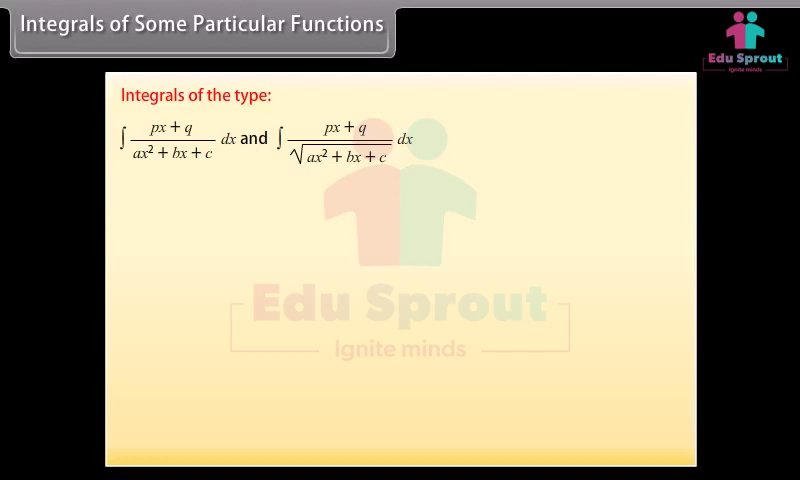 Integrals of Some Particular Functions
Edu Sprout
Ignite minds
Integrals of the type:
∫ (px + q)/(ax² + bx + c) dx and ∫ (px + q)/√(ax² + bx + c) dx
Edu Sprout
Ignite minds